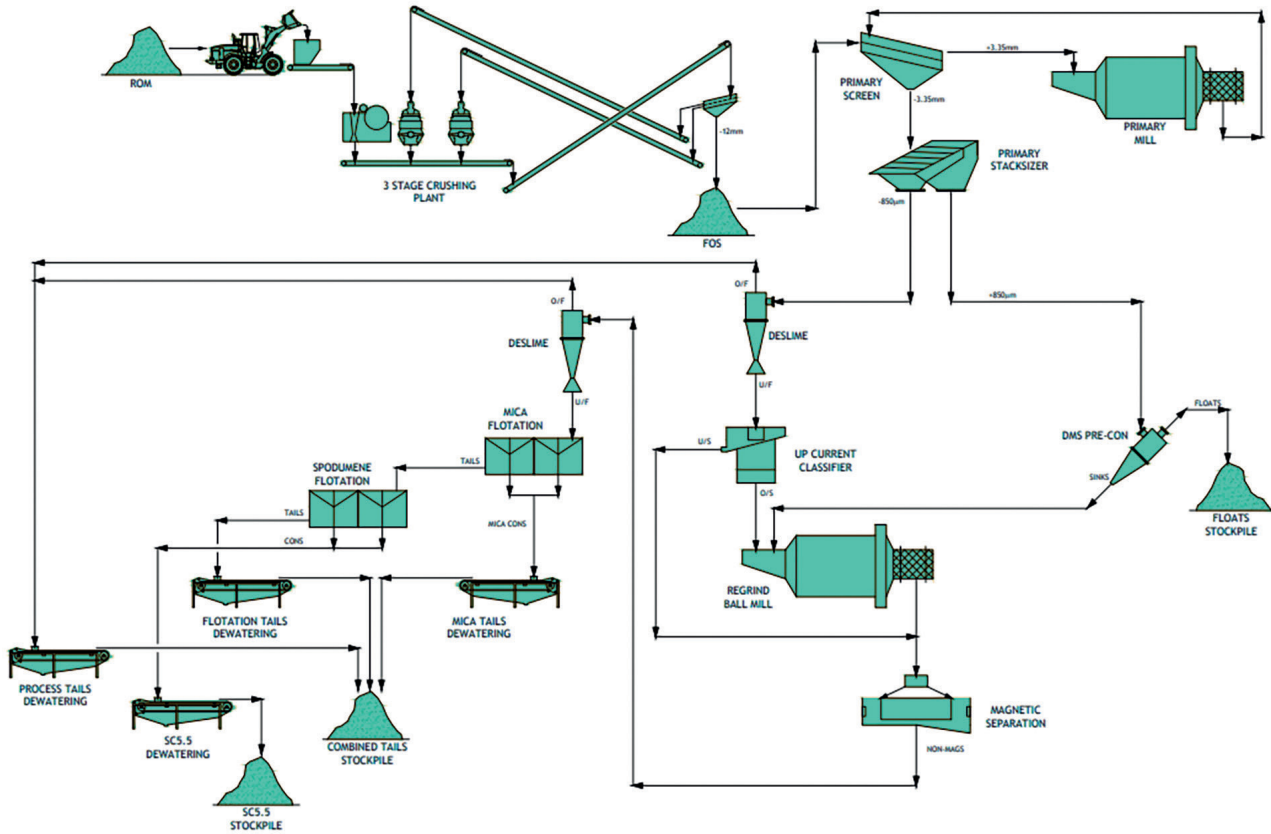 ROM
3 STAGE CRUSHING
PLANT
-12mm
FOS
PRIMARY
SCREEN
+3.35mm
-3.35mm
PRIMARY
MILL
PRIMARY
STACKSIZER
-850µm
+850µm
O/F
DESLIME
U/F
O/F
DESLIME
U/F
MICA
FLOTATION
TAILS
SPODUMENE
FLOTATION
TAILS
CONS
MICA CONS
U/S
UP CURRENT
CLASSIFIER
O/S
DMS PRE-CON
FLOATS
SINKS
FLOATS
STOCKPILE
REGRIND
BALL MILL
FLOTATION TAILS
DEWATERING
MICA TAILS
DEWATERING
PROCESS TAILS
DEWATERING
SC5.5
DEWATERING
COMBINED TAILS
STOCKPILE
MAGNETIC
SEPARATION
NON-MAGS
SC5.5
STOCKPILE